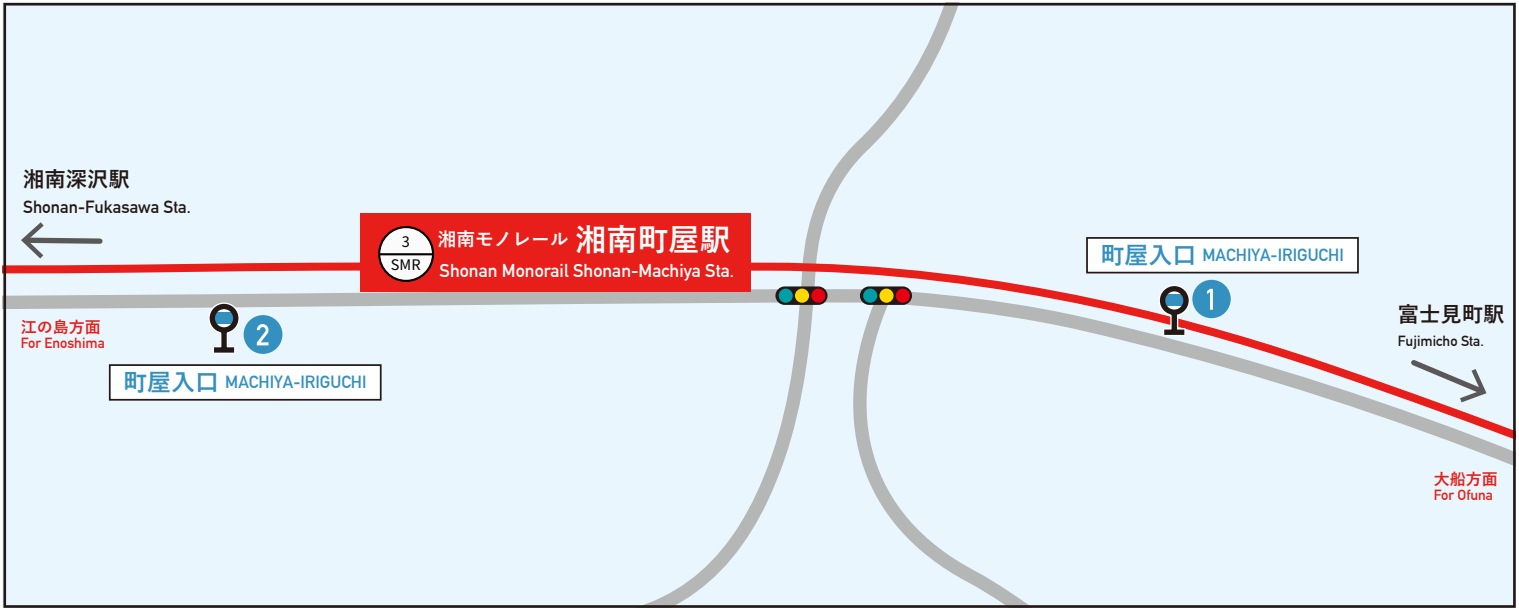 湘南深沢駅
Shonan-Fukasawa Sta.
3
SMR
湘南モノレール 湘南町屋駅
Shonan Monorail Shonan-Machiya Sta.
町屋入口 MACHIYA-IRIGUCHI
1
富士見町駅
Fujimicho Sta.
江の島方面
For Enoshima
2
町屋入口 MACHIYA-IRIGUCHI
大船方面
For Ofuna